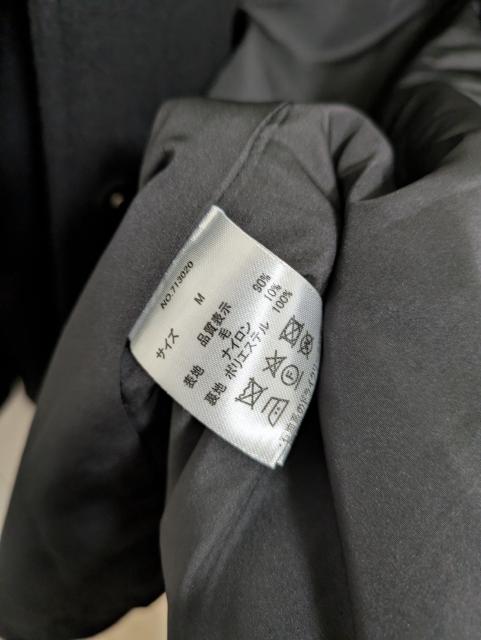 NO.713020
サイズ M
品質表示
表地 毛 90%
ナイロン 10%
裏地 ポリエステル 100%
F